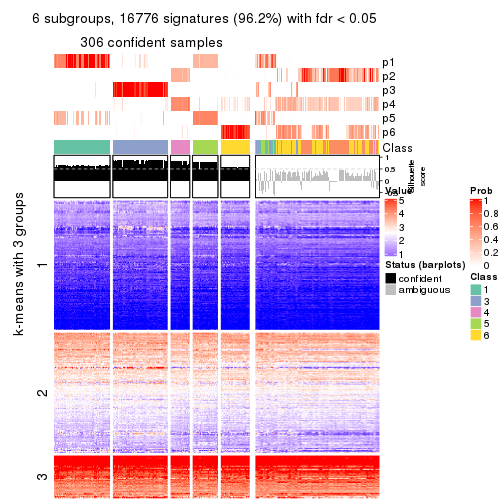 6 subgroups, 16776 signatures (96.2%) with fdr < 0.05
306 confident samples
p1
p2
p3
p4
p5
p6
Class
1
0.5
0
-0.5
Silhouette
score
k-means with 3 groups
1
2
3
Value
5
4
3
2
1
Status (barplots)
confident
ambiguous
Prob
1
0.8
0.6
0.4
0.2
0
Class
1
3
4
5
6